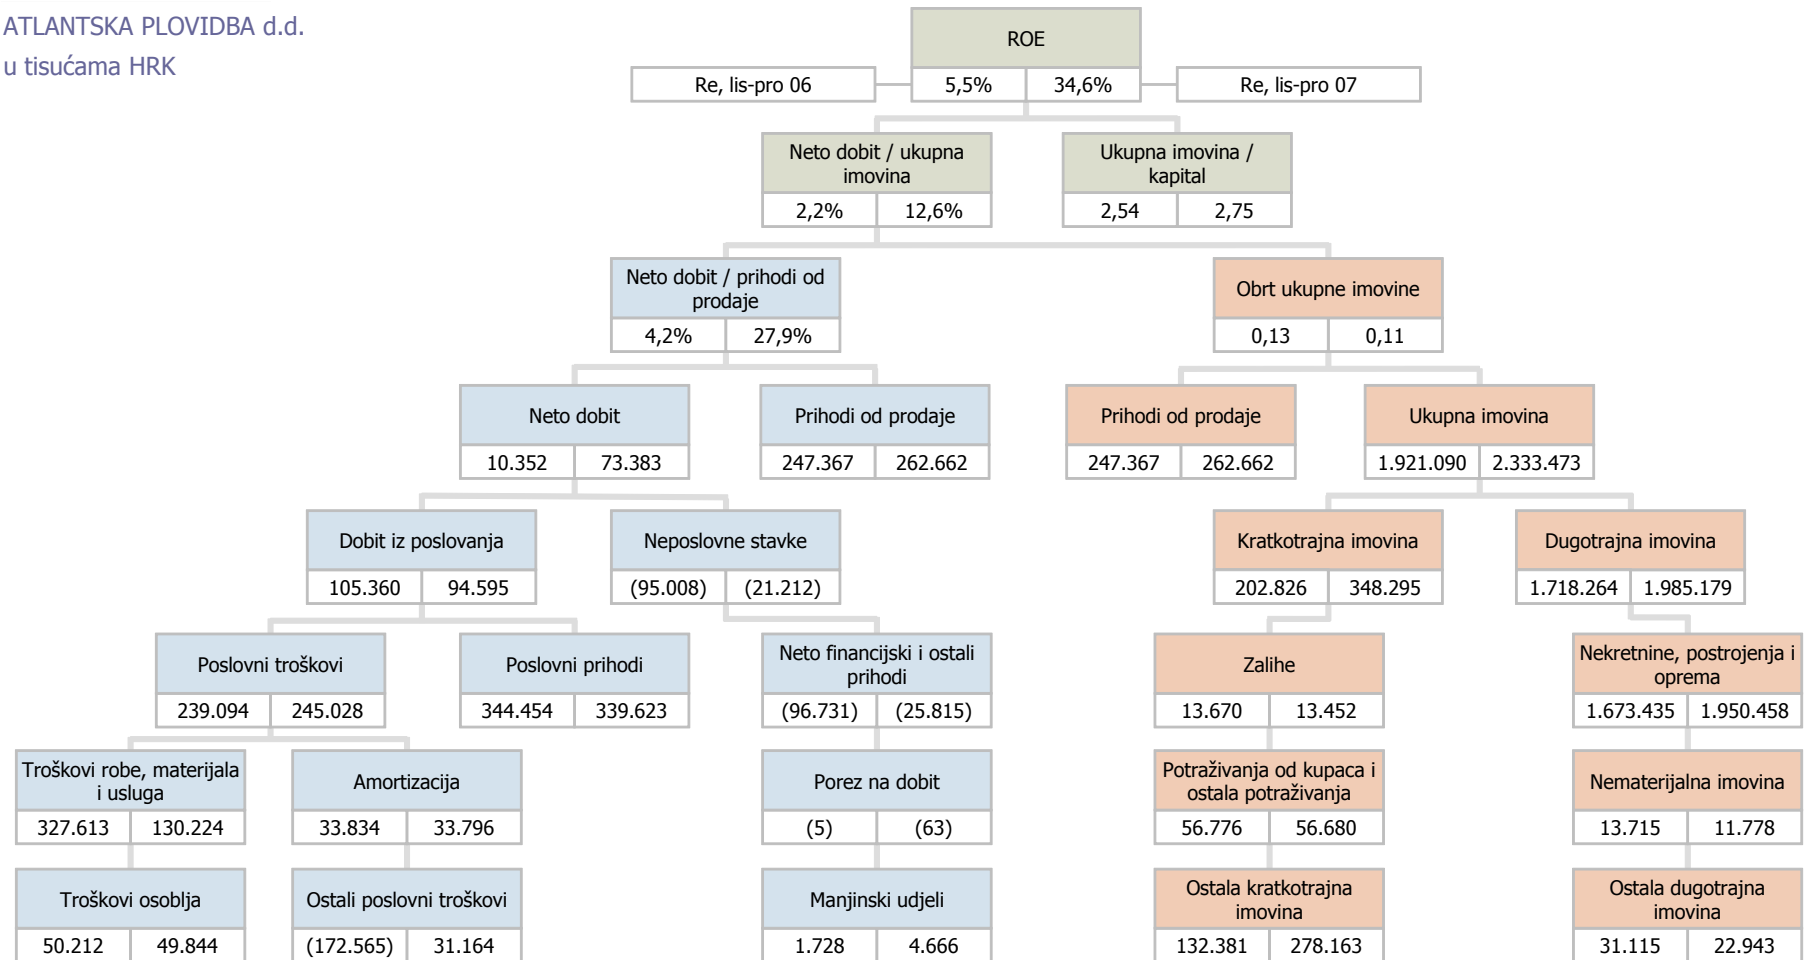 ATLANTSKA PLOVIDBA d.d.
u tisućama HRK
ROE
Re, lis-pro 06
5,5%
34,6%
Re, lis-pro 07
Neto dobit / ukupna
imovina
2,2%
12,6%
Ukupna imovina /
kapital
2,54
2,75
Neto dobit / prihodi od
prodaje
4,2%
27,9%
Obrt ukupne imovine
0,13
0,11
Neto dobit
10.352
73.383
Prihodi od prodaje
247.367
262.662
Prihodi od prodaje
247.367
262.662
Ukupna imovina
1.921.090
2.333.473
Dobit iz poslovanja
105.360
94.595
Neposlovne stavke
(95.008)
(21.212)
Kratkotrajna imovina
202.826
348.295
Dugotrajna imovina
1.718.264
1.985.179
Poslovni troškovi
239.094
245.028
Poslovni prihodi
344.454
339.623
Neto financijski i ostali
prihodi
(96.731)
(25.815)
Zalihe
13.670
13.452
Nekretnine, postrojenja i
oprema
1.673.435
1.950.458
Troškovi robe, materijala
i usluga
327.613
130.224
Amortizacija
33.834
33.796
Porez na dobit
(5)
(63)
Potraživanja od kupaca i
ostala potraživanja
56.776
56.680
Nematerijalna imovina
13.715
11.778
Troškovi osoblja
50.212
49.844
Ostali poslovni troškovi
(172.565)
31.164
Manjinski udjeli
1.728
4.666
Ostala kratkotrajna
imovina
132.381
278.163
Ostala dugotrajna
imovina
31.115
22.943